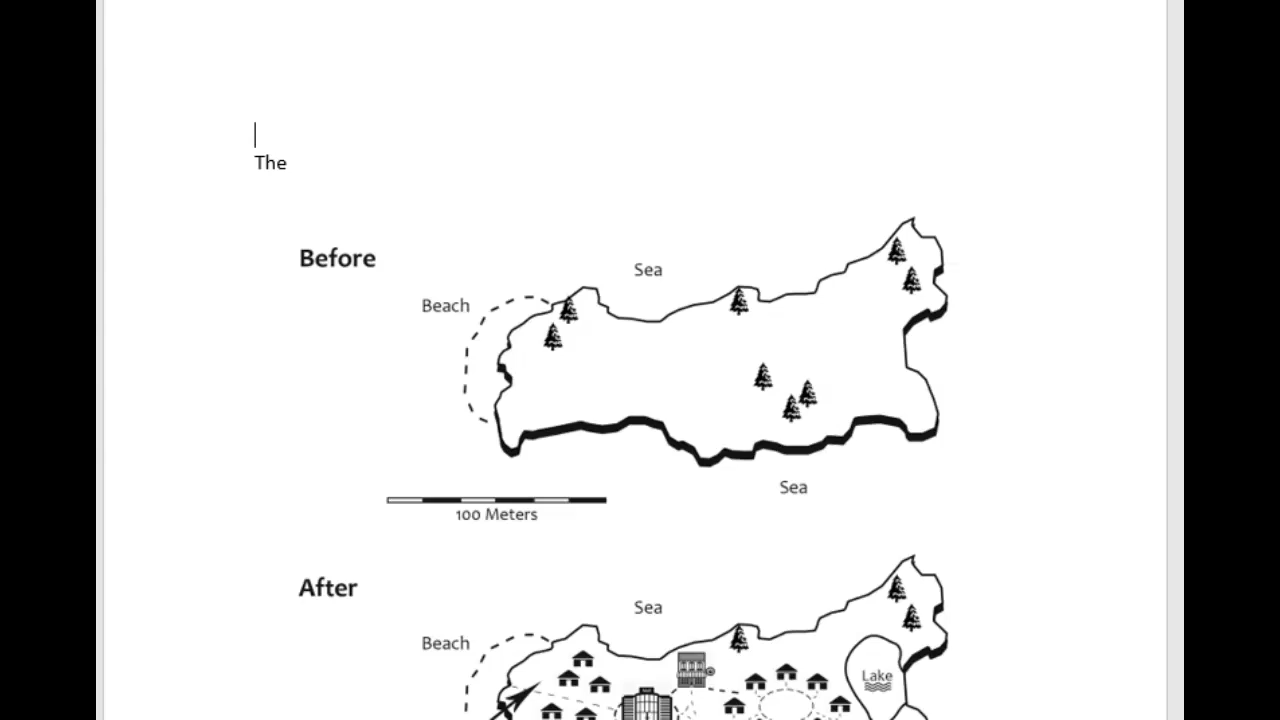 The
Before
Sea
Beach
Sea
100 Meters
After
Sea
Beach
Lake